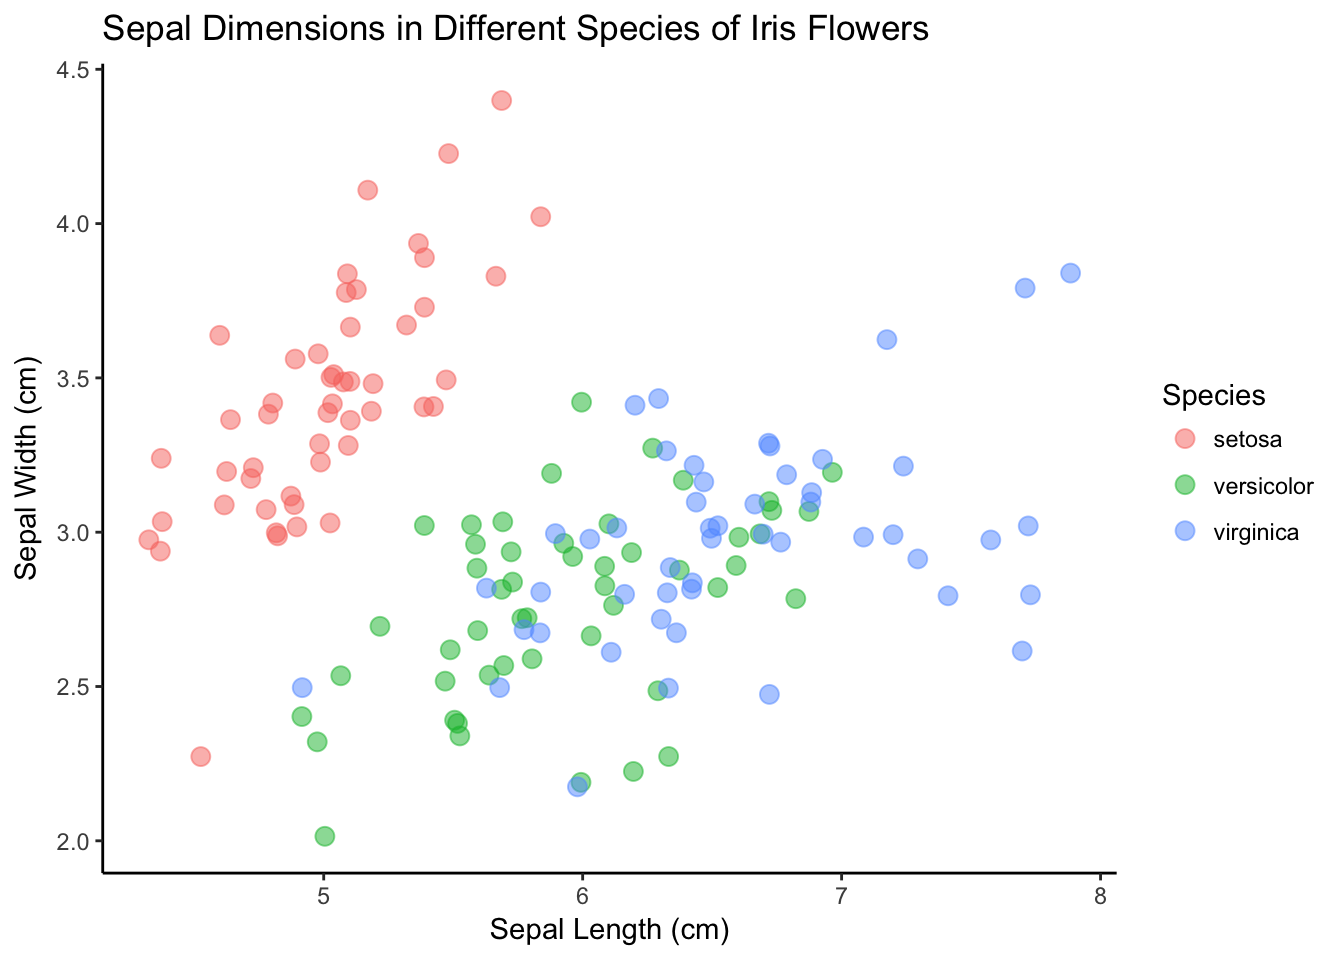 Sepal Dimensions in Different Species of Iris Flowers
4.5
4.0
3.5
3.0
2.5
2.0
Sepal Width (cm)
5 6 7 8
Sepal Length (cm)
Species
setosa
versicolor
virginica